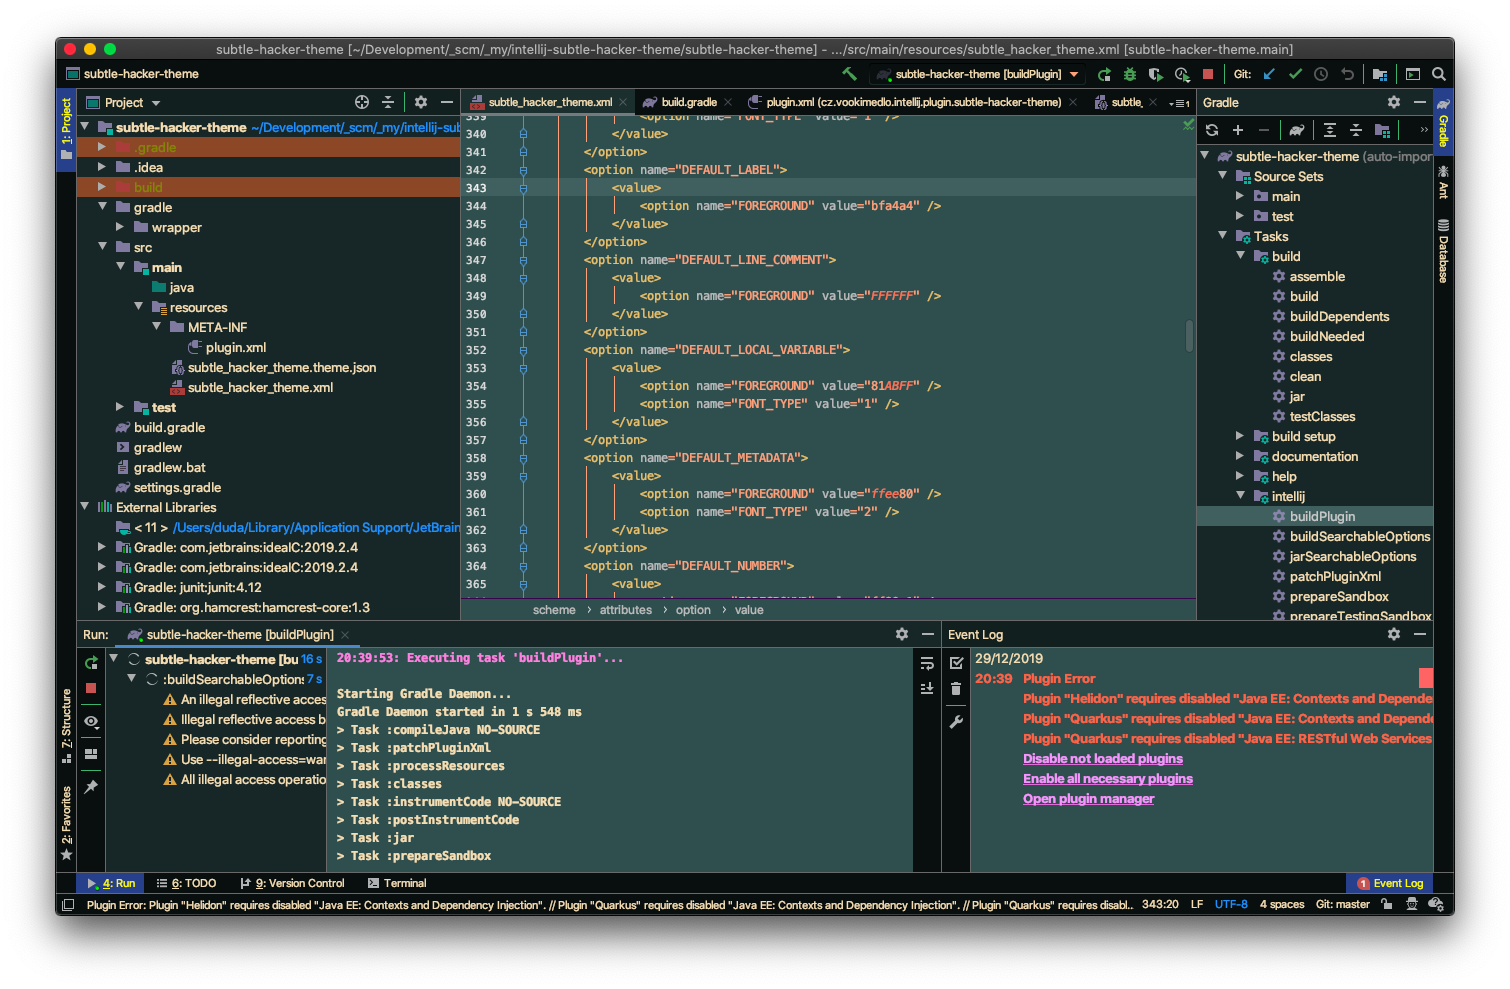 subtle-hacker-theme [~/Development/_scm/_my/intellij-subtle-hacker-theme/subtle-hacker-theme] - .../src/main/resources/subtle_hacker_theme.xml [subtle-hacker-theme.main]
subtle-hacker-theme
subtle-hacker-theme [buildPlugin]
Git:
1: Project
Z: Structure
2: Favorites
Project
subtle-hacker-theme ~/Development/_scm/_my/intellij-sub
.gradle
.idea
build
gradle
wrapper
src
main
java
resources
META-INF
plugin.xml
subtle_hacker_theme.theme.json
subtle_hacker_theme.xml
test
build.gradle
gradlew
gradlew.bat
settings.gradle
External Libraries
< 11 > /Users/duda/Library/Application Support/JetBrain
Gradle: com.jetbrains:ideaIC:2019.2.4
Gradle: com.jetbrains:ideaIC:2019.2.4
Gradle: junit:junit:4.12
Gradle: org.hamcrest:hamcrest-core:1.3
subtle_hacker_theme.xml
build.gradle
plugin.xml (cz.vookimedlo.intellij.plugin.subtle-hacker-theme)
subtle_
1
339 <option name="FONT_TYPE" value="1" />
340 </value>
341 </option>
342 <option name="DEFAULT_LABEL">
343 <value>
344 <option name="FOREGROUND" value="bfa4a4" />
345 </value>
346 </option>
347 <option name="DEFAULT_LINE_COMMENT">
348 <value>
349 <option name="FOREGROUND" value="FFFFFF" />
350 </value>
351 </option>
352 <option name="DEFAULT_LOCAL_VARIABLE">
353 <value>
354 <option name="FOREGROUND" value="81ABFF" />
355 <option name="FONT_TYPE" value="1" />
356 </value>
357 </option>
358 <option name="DEFAULT_METADATA">
359 <value>
360 <option name="FOREGROUND" value="ffee80" />
361 <option name="FONT_TYPE" value="2" />
362 </value>
363 </option>
364 <option name="DEFAULT_NUMBER">
365 <value>
scheme › attributes › option › value
Gradle
subtle-hacker-theme (auto-impor
Source Sets
main
test
Tasks
build
assemble
build
buildDependents
buildNeeded
classes
clean
jar
testClasses
build setup
documentation
help
intellij
buildPlugin
buildSearchableOptions
jarSearchableOptions
patchPluginXml
prepareSandbox
prepareTestingSandbox
Gradle
Ant
Database
Run:
subtle-hacker-theme [buildPlugin]
subtle-hacker-theme [bu 16 s
:buildSearchableOptions 7 s
An illegal reflective acces
Illegal reflective access b
Please consider reporting
Use --illegal-access=war
All illegal access operatio
20:39:53: Executing task 'buildPlugin'...
Starting Gradle Daemon...
Gradle Daemon started in 1 s 548 ms
> Task :compileJava NO-SOURCE
> Task :patchPluginXml
> Task :processResources
> Task :classes
> Task :instrumentCode NO-SOURCE
> Task :postInstrumentCode
> Task :jar
> Task :prepareSandbox
Event Log
29/12/2019
20:39 Plugin Error
Plugin "Helidon" requires disabled "Java EE: Contexts and Depende
Plugin "Quarkus" requires disabled "Java EE: Contexts and Depende
Plugin "Quarkus" requires disabled "Java EE: RESTful Web Services
Disable not loaded plugins
Enable all necessary plugins
Open plugin manager
4: Run
6: TODO
9: Version Control
Terminal
1 Event Log
Plugin Error: Plugin "Helidon" requires disabled "Java EE: Contexts and Dependency Injection". // Plugin "Quarkus" requires disabled "Java EE: Contexts and Dependency Injection". // Plugin "Quarkus" requires disabl..
343:20 LF UTF-8 4 spaces Git: master